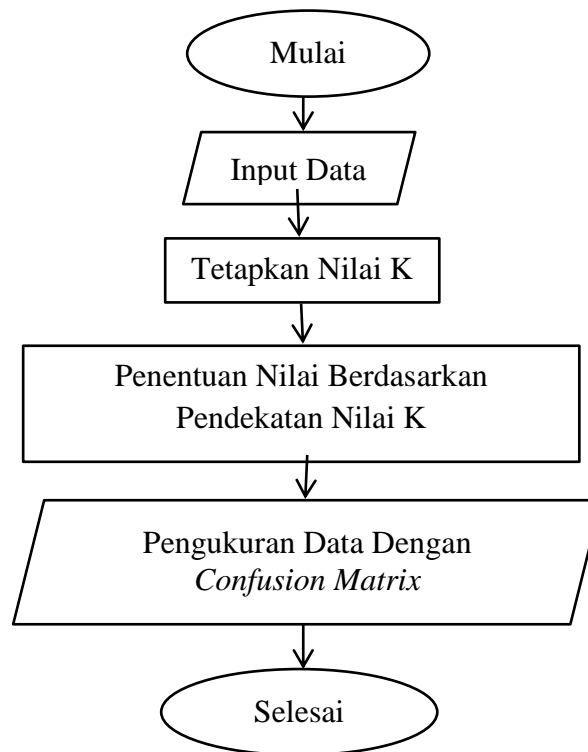 Mulai
Input Data
Tetapkan Nilai K
Penentuan Nilai Berdasarkan
Pendekatan Nilai K
Pengukuran Data Dengan
Confusion Matrix
Selesai